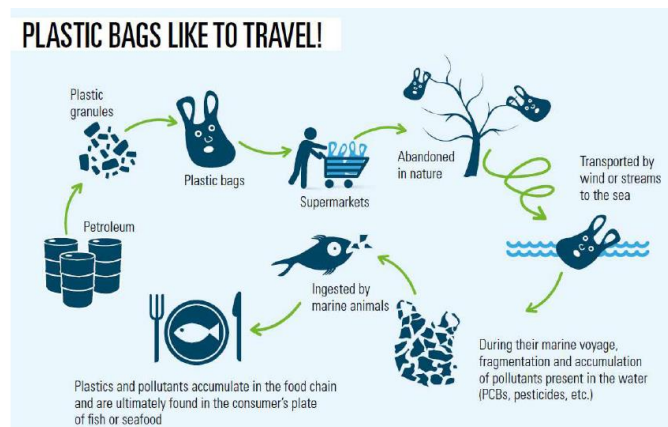 PLASTIC BAGS LIKE TO TRAVEL!
Petroleum
Plastic
granules
Plastic bags
Supermarkets
Abandoned
in nature
Transported by
wind or streams
to the sea
During their marine voyage,
fragmentation and accumulation
of pollutants present in the water
(PCBs, pesticides, etc.)
Ingested by
marine animals
Plastics and pollutants accumulate in the food chain
and are ultimately found in the consumer's plate
of fish or seafood